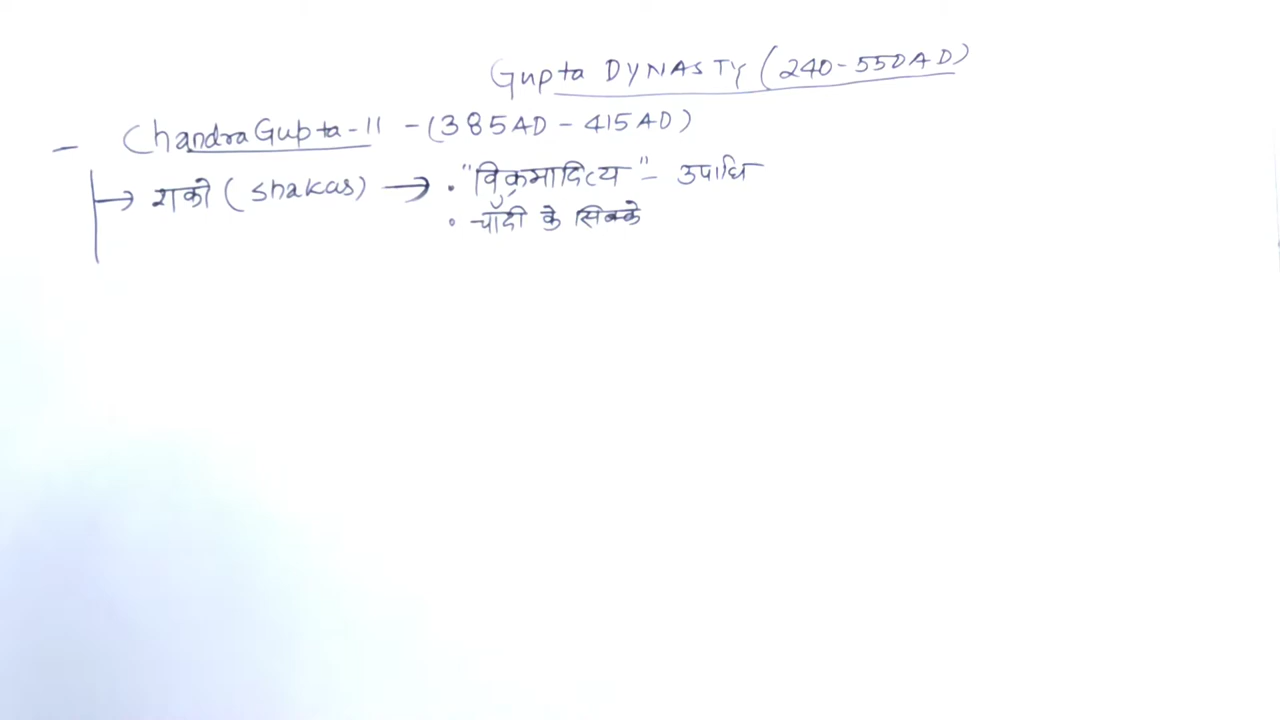 Gupta DYNASTY (240-550AD)
- ChandraGupta-II - (385AD - 415AD)
→ शको (shakas) → • "विक्रमादित्य" - उपाधि
• चाँदी के सिक्के